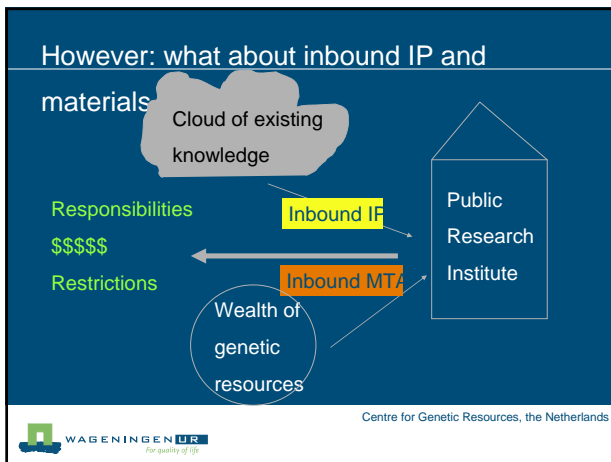 However: what about inbound IP and
materials
Cloud of existing
knowledge
Responsibilities
$$$$$
Restrictions
Inbound IP
Inbound MTA
Public
Research
Institute
Wealth of
genetic
resources
Centre for Genetic Resources, the Netherlands
WAGENINGEN UR
For quality of life